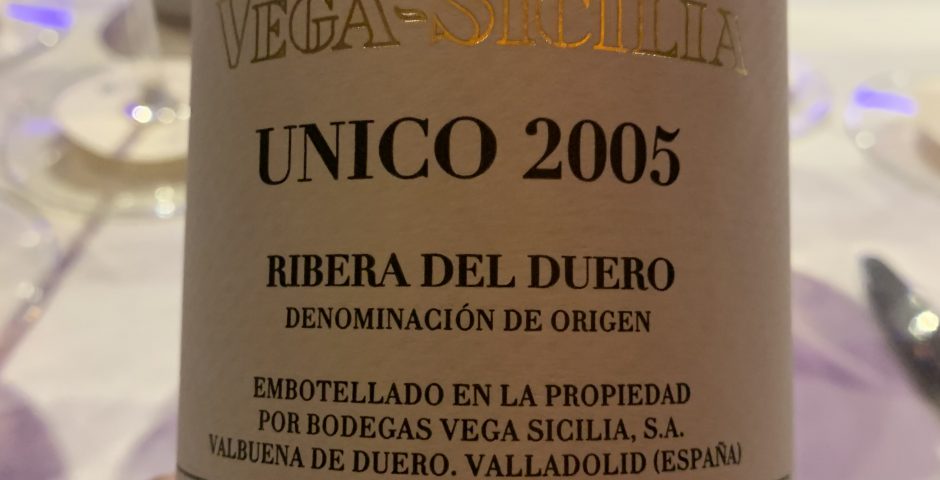 VEGA-SICILIA
UNICO 2005
RIBERA DEL DUERO
DENOMINACIÓN DE ORIGEN
EMBOTELLADO EN LA PROPIEDAD
POR BODEGAS VEGA SICILIA, S.A.
VALBUENA DE DUERO. VALLADOLID (ESPAÑA)